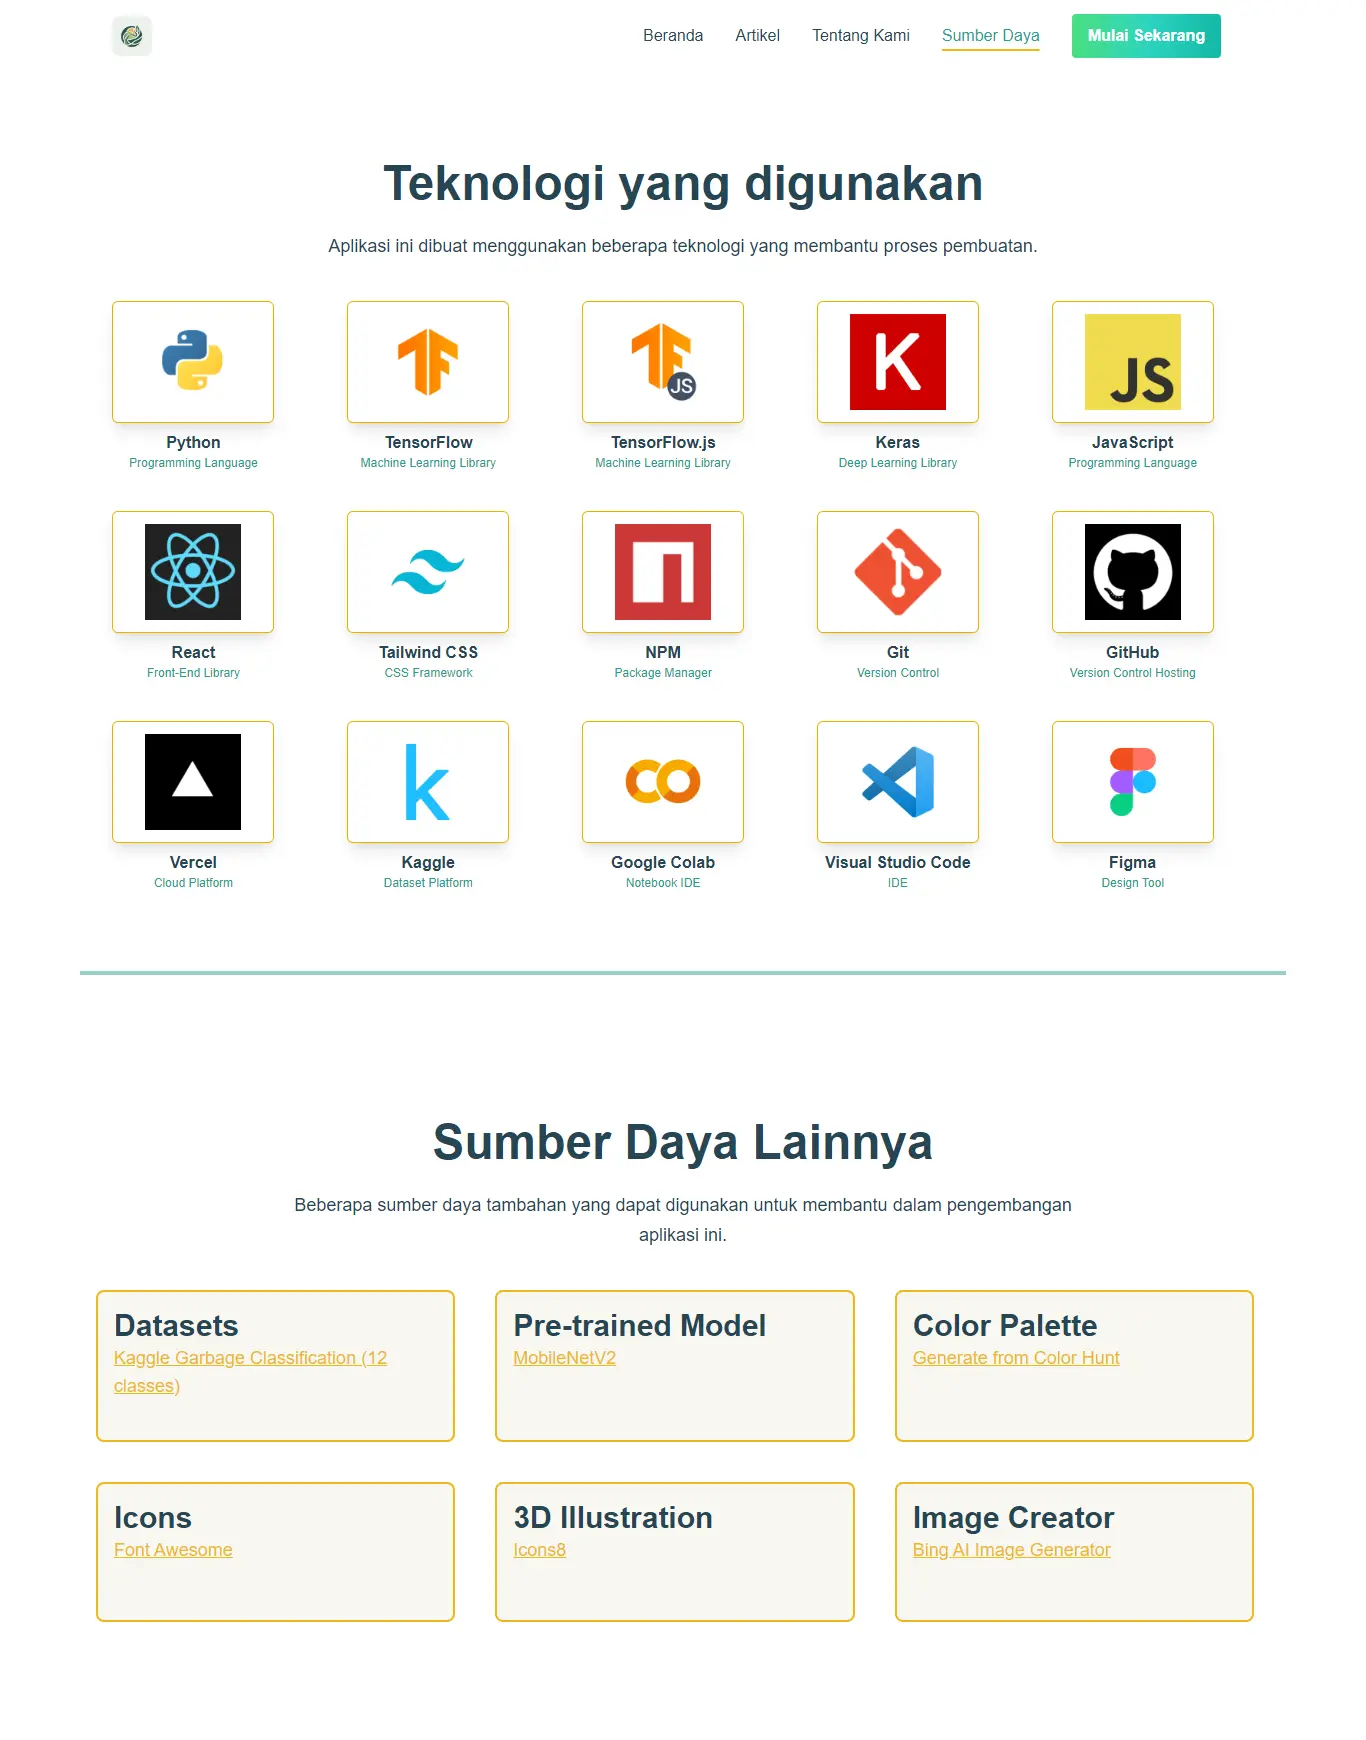 Beranda Artikel Tentang Kami Sumber Daya Mulai Sekarang
Teknologi yang digunakan
Aplikasi ini dibuat menggunakan beberapa teknologi yang membantu proses pembuatan.
JS
K
JS
Python TensorFlow TensorFlow.js Keras JavaScript
Programming Language Machine Learning Library Machine Learning Library Deep Learning Library Programming Language
React Tailwind CSS NPM Git GitHub
Front-End Library CSS Framework Package Manager Version Control Version Control Hosting
k
Vercel Kaggle Google Colab Visual Studio Code Figma
Cloud Platform Dataset Platform Notebook IDE IDE Design Tool
Sumber Daya Lainnya
Beberapa sumber daya tambahan yang dapat digunakan untuk membantu dalam pengembangan
aplikasi ini.
Datasets
Kaggle Garbage Classification (12
classes)
Pre-trained Model
MobileNetV2
Color Palette
Generate from Color Hunt
Icons
Font Awesome
3D Illustration
Icons8
Image Creator
Bing AI Image Generator